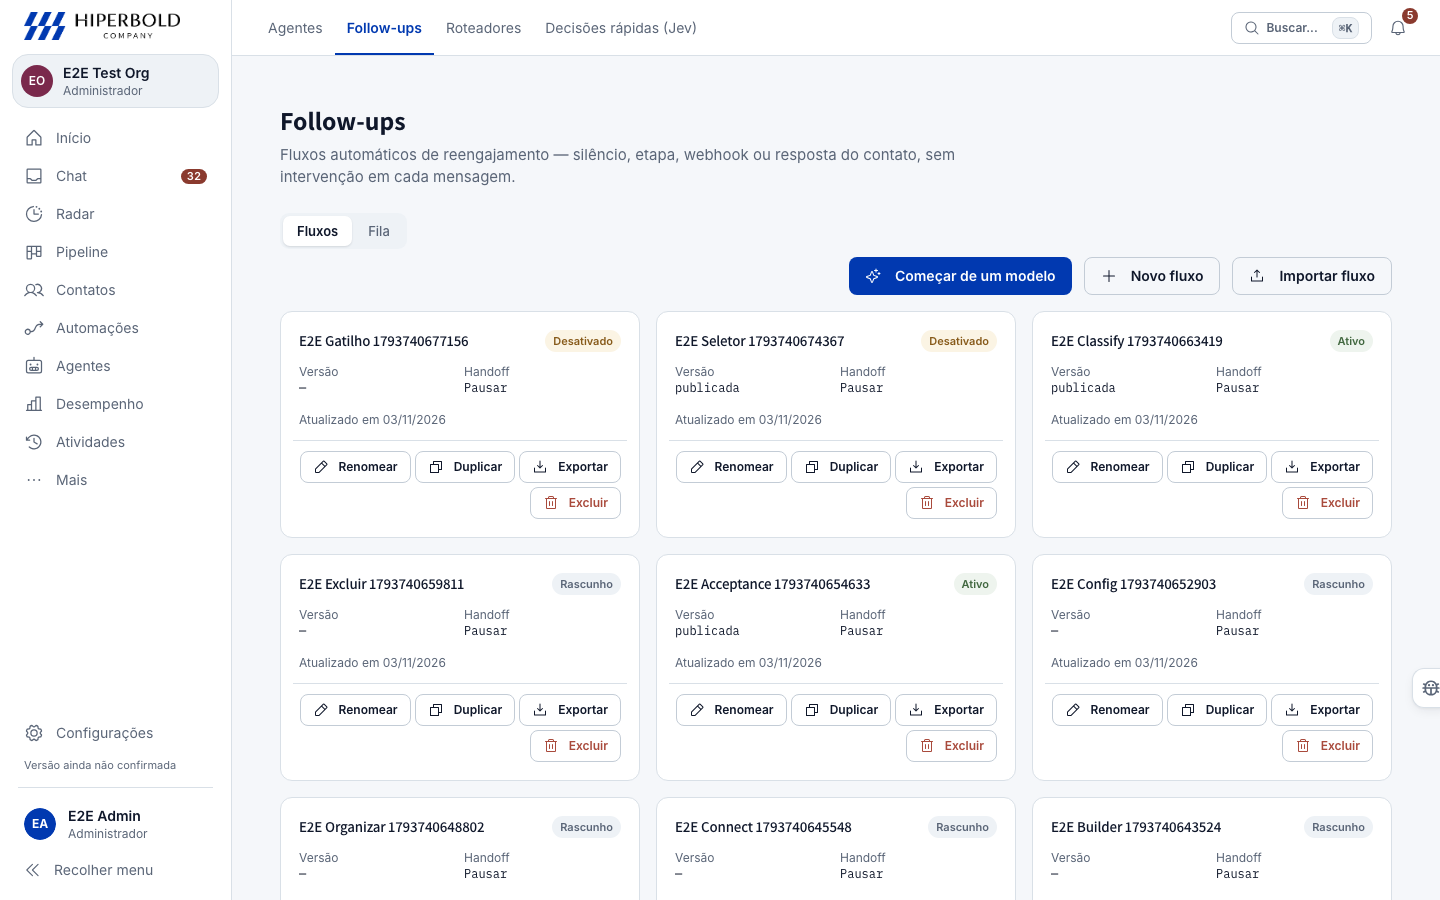 HIPERBOLD
COMPANY
EO
E2E Test Org
Administrador
Início
Chat
32
Radar
Pipeline
Contatos
Automações
Agentes
Desempenho
Atividades
Mais
Configurações
Versão ainda não confirmada
EA
E2E Admin
Administrador
Recolher menu
Agentes
Follow-ups
Roteadores
Decisões rápidas (Jev)
Buscar...
⌘K
5
Follow-ups
Fluxos automáticos de reengajamento — silêncio, etapa, webhook ou resposta do contato, sem
intervenção em cada mensagem.
Fluxos
Fila
Começar de um modelo
Novo fluxo
Importar fluxo
E2E Gatilho 1793740677156
Desativado
Versão
Handoff
—
Pausar
Atualizado em 03/11/2026
Renomear
Duplicar
Exportar
Excluir
E2E Seletor 1793740674367
Desativado
Versão
Handoff
publicada
Pausar
Atualizado em 03/11/2026
Renomear
Duplicar
Exportar
Excluir
E2E Classify 1793740663419
Ativo
Versão
Handoff
publicada
Pausar
Atualizado em 03/11/2026
Renomear
Duplicar
Exportar
Excluir
E2E Excluir 1793740659811
Rascunho
Versão
Handoff
—
Pausar
Atualizado em 03/11/2026
Renomear
Duplicar
Exportar
Excluir
E2E Acceptance 1793740654633
Ativo
Versão
Handoff
publicada
Pausar
Atualizado em 03/11/2026
Renomear
Duplicar
Exportar
Excluir
E2E Config 1793740652903
Rascunho
Versão
Handoff
—
Pausar
Atualizado em 03/11/2026
Renomear
Duplicar
Exportar
Excluir
E2E Organizar 1793740648802
Rascunho
Versão
Handoff
—
Pausar
E2E Connect 1793740645548
Rascunho
Versão
Handoff
—
Pausar
E2E Builder 1793740643524
Rascunho
Versão
Handoff
—
Pausar